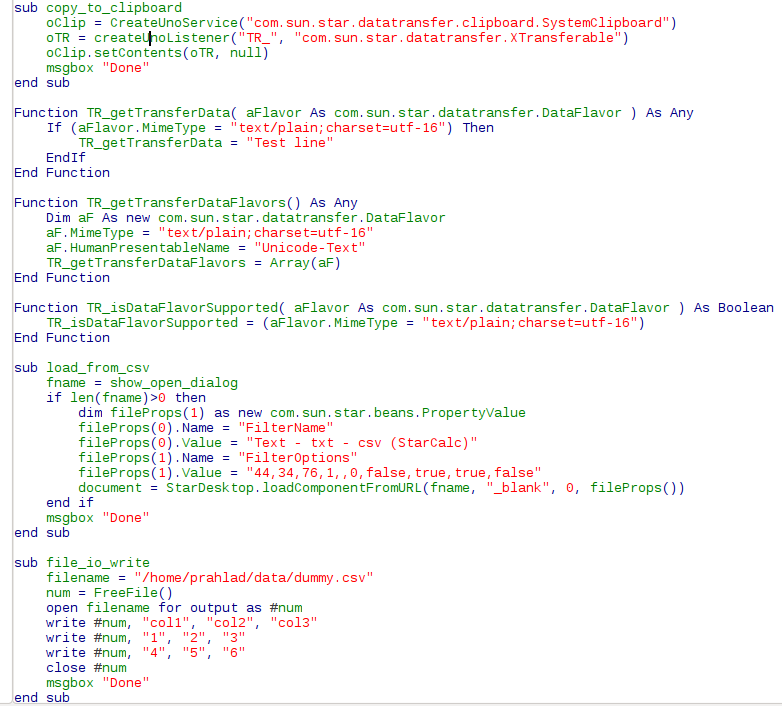 sub copy_to_clipboard
    oClip = CreateUnoService("com.sun.star.datatransfer.clipboard.SystemClipboard")
    oTR = createUnoListener("TR_", "com.sun.star.datatransfer.XTransferable")
    oClip.setContents(oTR, null)
    msgbox "Done"
end sub

Function TR_getTransferData( aFlavor As com.sun.star.datatransfer.DataFlavor ) As Any
    If (aFlavor.MimeType = "text/plain;charset=utf-16") Then
        TR_getTransferData = "Test line"
    EndIf
End Function

Function TR_getTransferDataFlavors() As Any
    Dim aF As new com.sun.star.datatransfer.DataFlavor
    aF.MimeType = "text/plain;charset=utf-16"
    aF.HumanPresentableName = "Unicode-Text"
    TR_getTransferDataFlavors = Array(aF)
End Function

Function TR_isDataFlavorSupported( aFlavor As com.sun.star.datatransfer.DataFlavor ) As Boolean
    TR_isDataFlavorSupported = (aFlavor.MimeType = "text/plain;charset=utf-16")
End Function

sub load_from_csv
    fname = show_open_dialog
    if len(fname)>0 then
        dim fileProps(1) as new com.sun.star.beans.PropertyValue
        fileProps(0).Name = "FilterName"
        fileProps(0).Value = "Text - txt - csv (StarCalc)"
        fileProps(1).Name = "FilterOptions"
        fileProps(1).Value = "44,34,76,1,,0,false,true,true,false"
        document = StarDesktop.loadComponentFromURL(fname, "_blank", 0, fileProps())
    end if
    msgbox "Done"
end sub

sub file_io_write
    filename = "/home/prahlad/data/dummy.csv"
    num = FreeFile()
    open filename for output as #num
    write #num, "col1", "col2", "col3"
    write #num, "1", "2", "3"
    write #num, "4", "5", "6"
    close #num
    msgbox "Done"
end sub